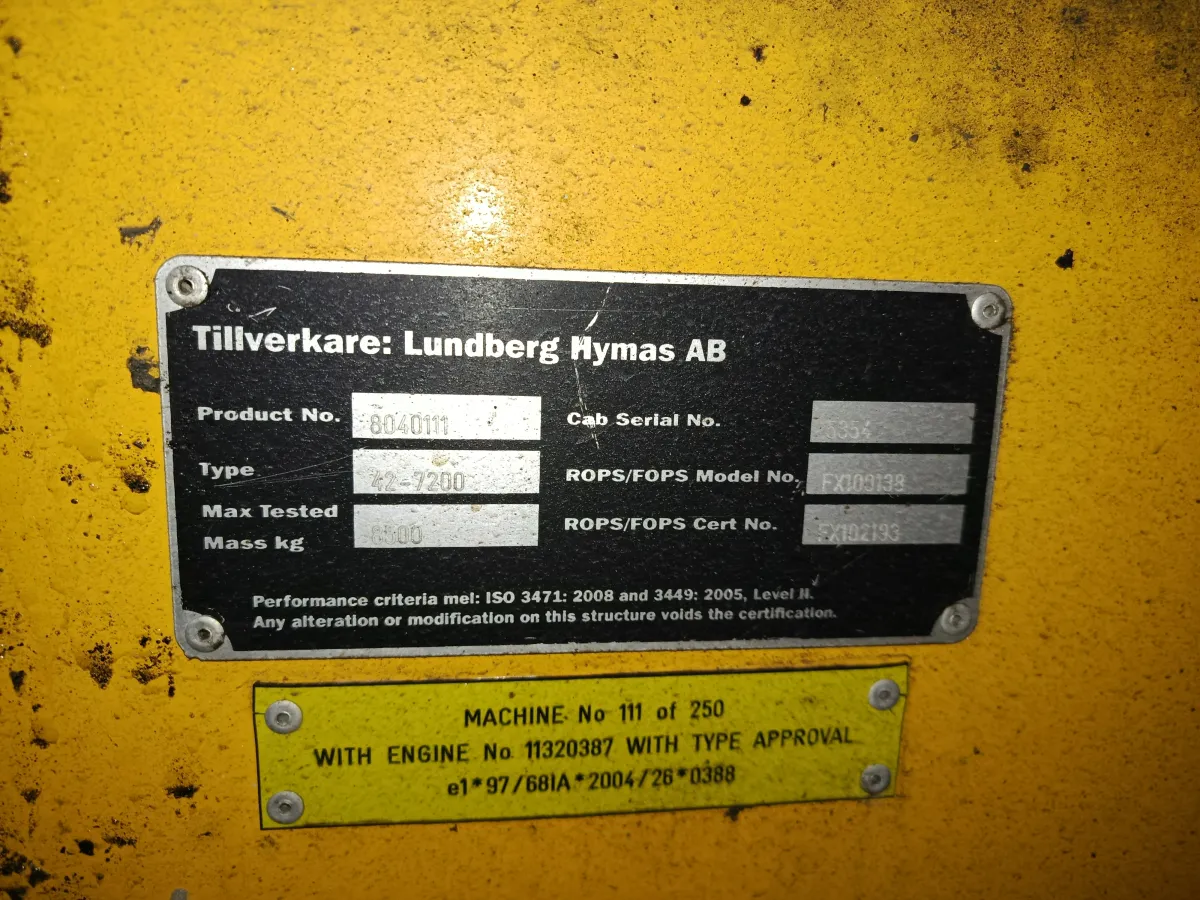 Tillverkare: Lundberg Hymas AB
Product No. 8040111 Cab Serial No.
Type 42-7200 ROPS/FOPS Model No. FX109138
Max Tested
Mass kg 8500 ROPS/FOPS Cert No. FX102193
Performance criteria mel: ISO 3471: 2008 and 3449: 2005, Level II.
Any alteration or modification on this structure voids the certification.
MACHINE No 111 of 250
WITH ENGINE No 11320387 WITH TYPE APPROVAL
e1*97/68IA*2004/26*0388